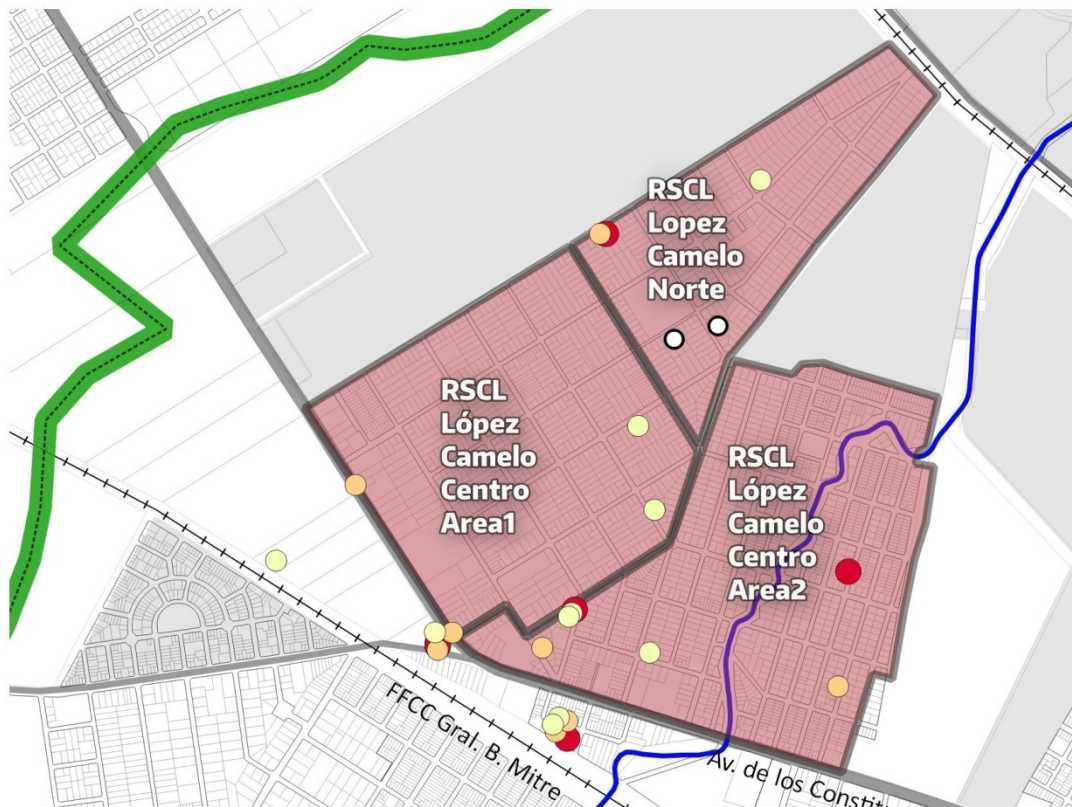 RSCL
Lopez
Camelo
Norte
RSCL
López
Camelo
Centro
Area1
RSCL
López
Camelo
Centro
Area2
FFCC Gral. B. Mitre
Av. de los Constit